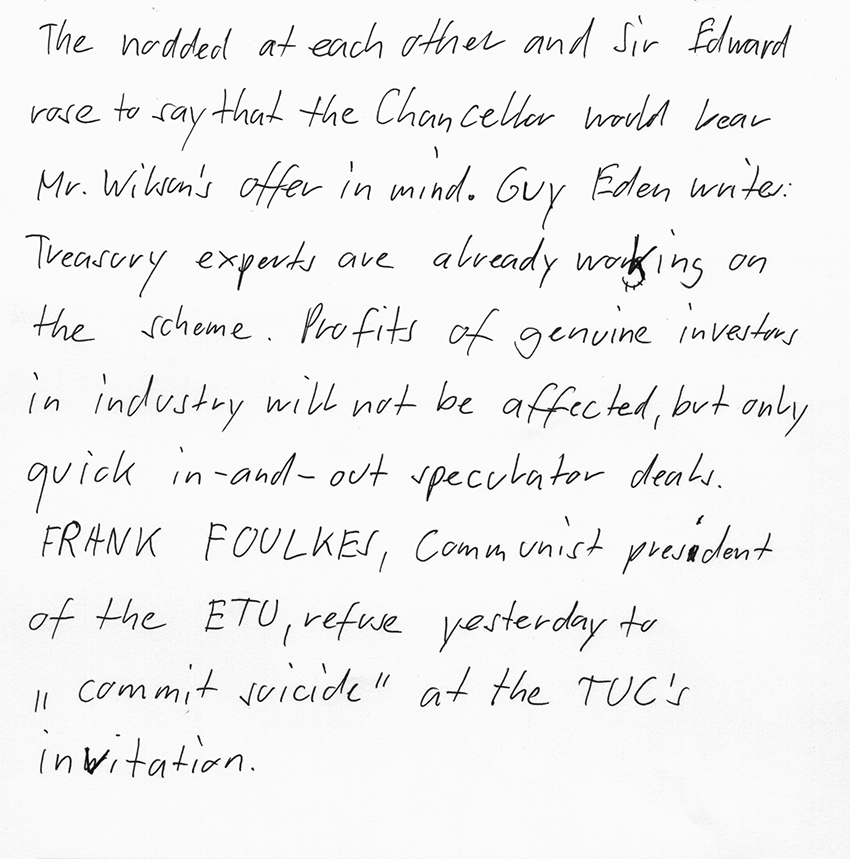 The nodded at each other and Sir Edward
rose to say that the Chancellor would bear
Mr. Wilson's offer in mind. Guy Eden writes:
Treasury experts are already working on
the scheme. Profits of genuine investors
in industry will not be affected, but only
quick in-and-out speculator deals.
FRANK FOULKES, Communist president
of the ETU, refuse yesterday to
"commit suicide" at the TUC's
invitation.